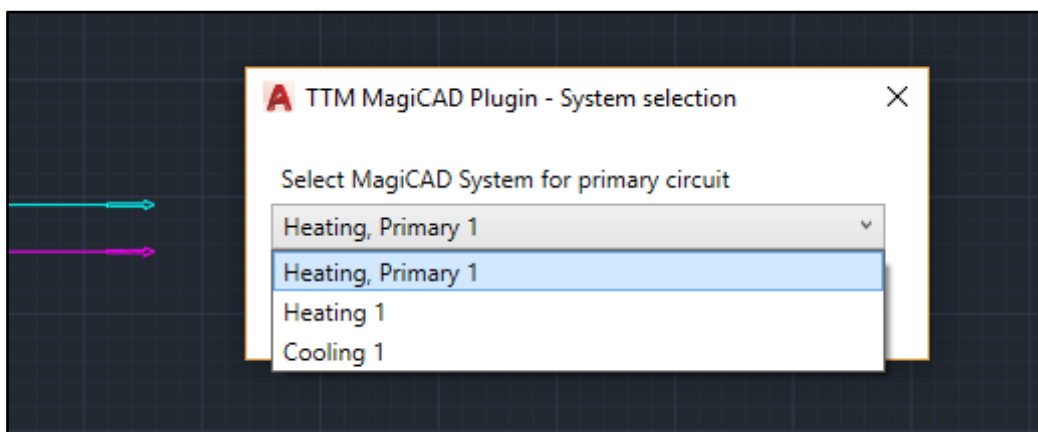 TTM MagiCAD Plugin - System selection
Select MagiCAD System for primary circuit
Heating, Primary 1
Heating, Primary 1
Heating 1
Cooling 1